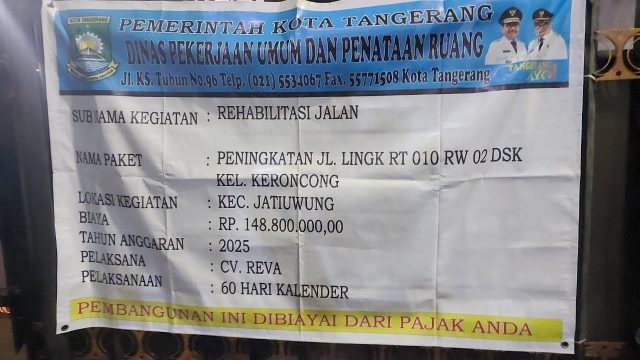 KOTA TANGERANG
PEMERINTAH KOTA TANGERANG
DINAS PEKERJAAN UMUM DAN PENATAAN RUANG
Jl. KS. Tubun No.96 Telp. (021) 5534067 Fax. 55771508 Kota Tangerang
TANGERANG
AYO
SUB NAMA KEGIATAN : REHABILITASI JALAN
NAMA PAKET : PENINGKATAN JL. LINGK RT 010 RW 02 DSK
KEL. KERONCONG
LOKASI KEGIATAN : KEC. JATIUWUNG
BIAYA : RP. 148.800.000,00
TAHUN ANGGARAN : 2025
PELAKSANA : CV. REVA
PELAKSANAAN : 60 HARI KALENDER
PEMBANGUNAN INI DIBIAYAI DARI PAJAK ANDA